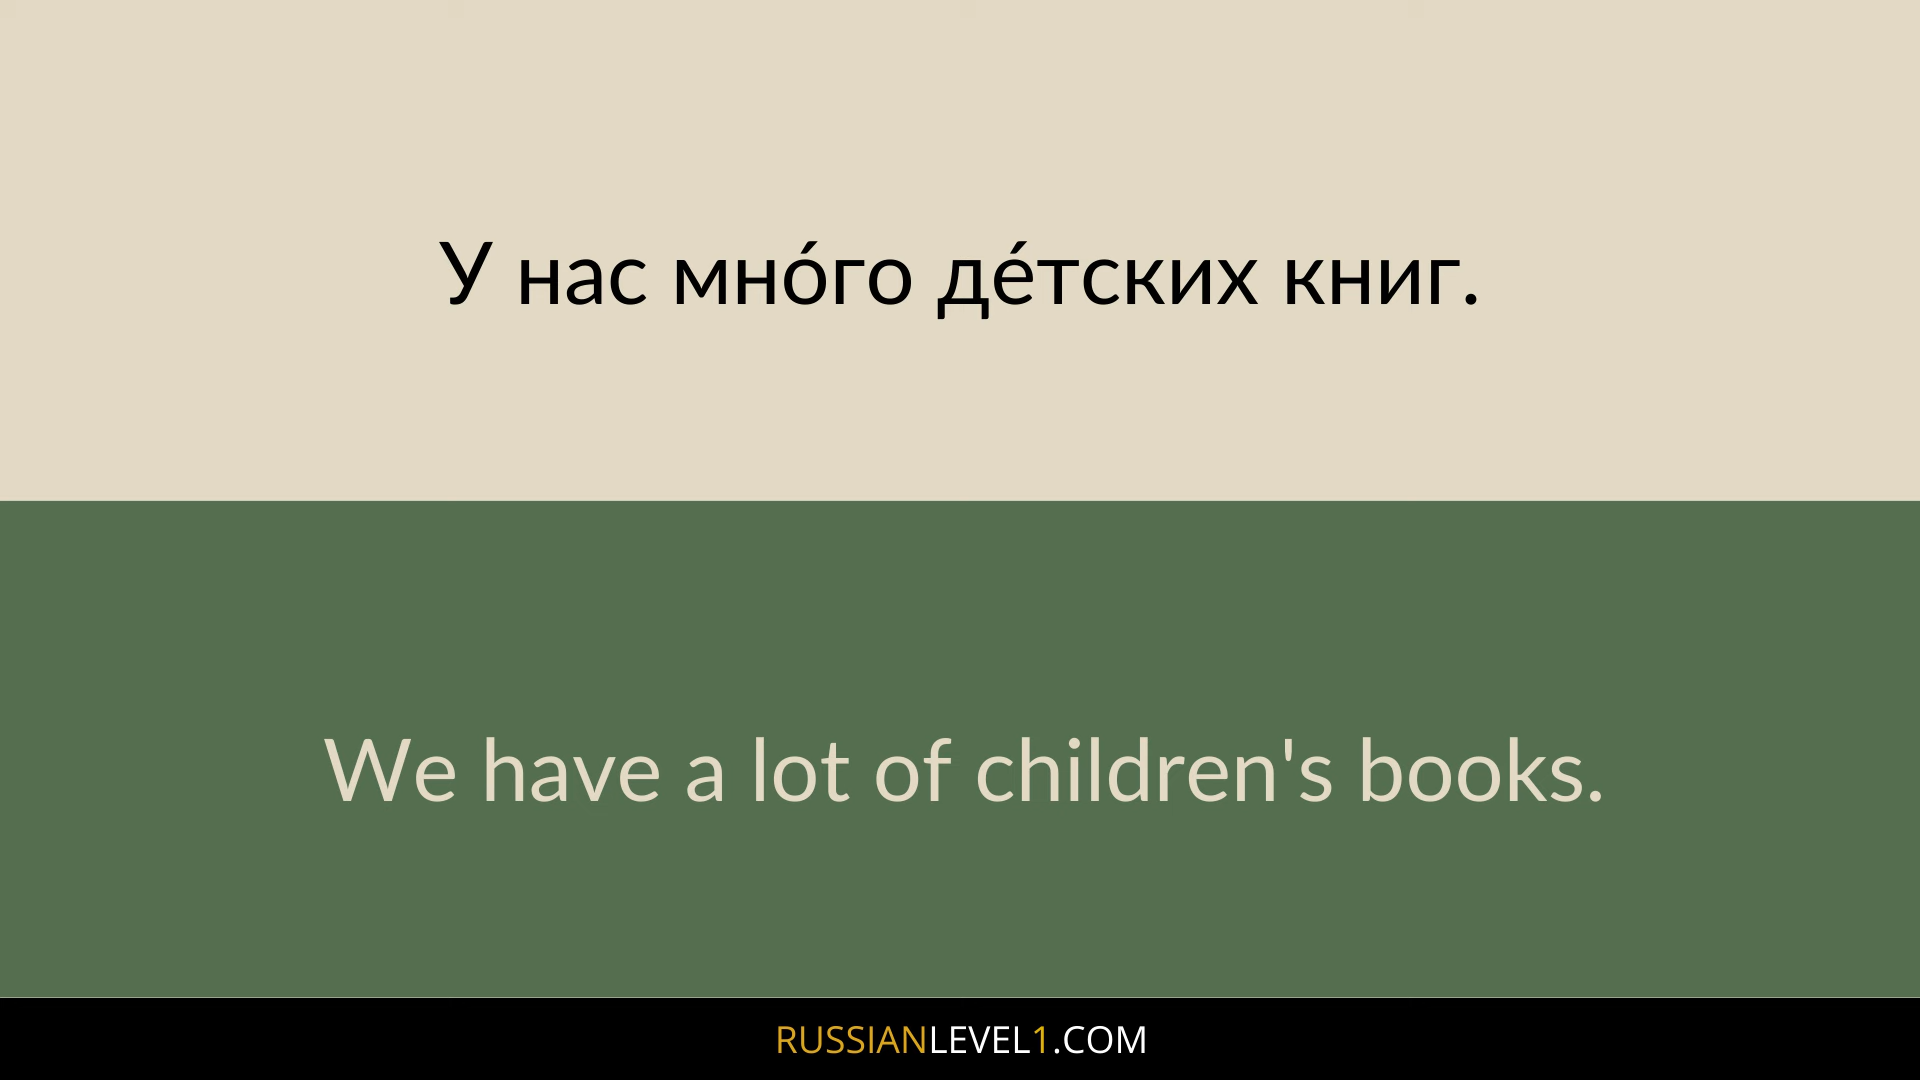 У нас мно́го де́тских книг.
We have a lot of children's books.
RUSSIANLEVEL1.COM